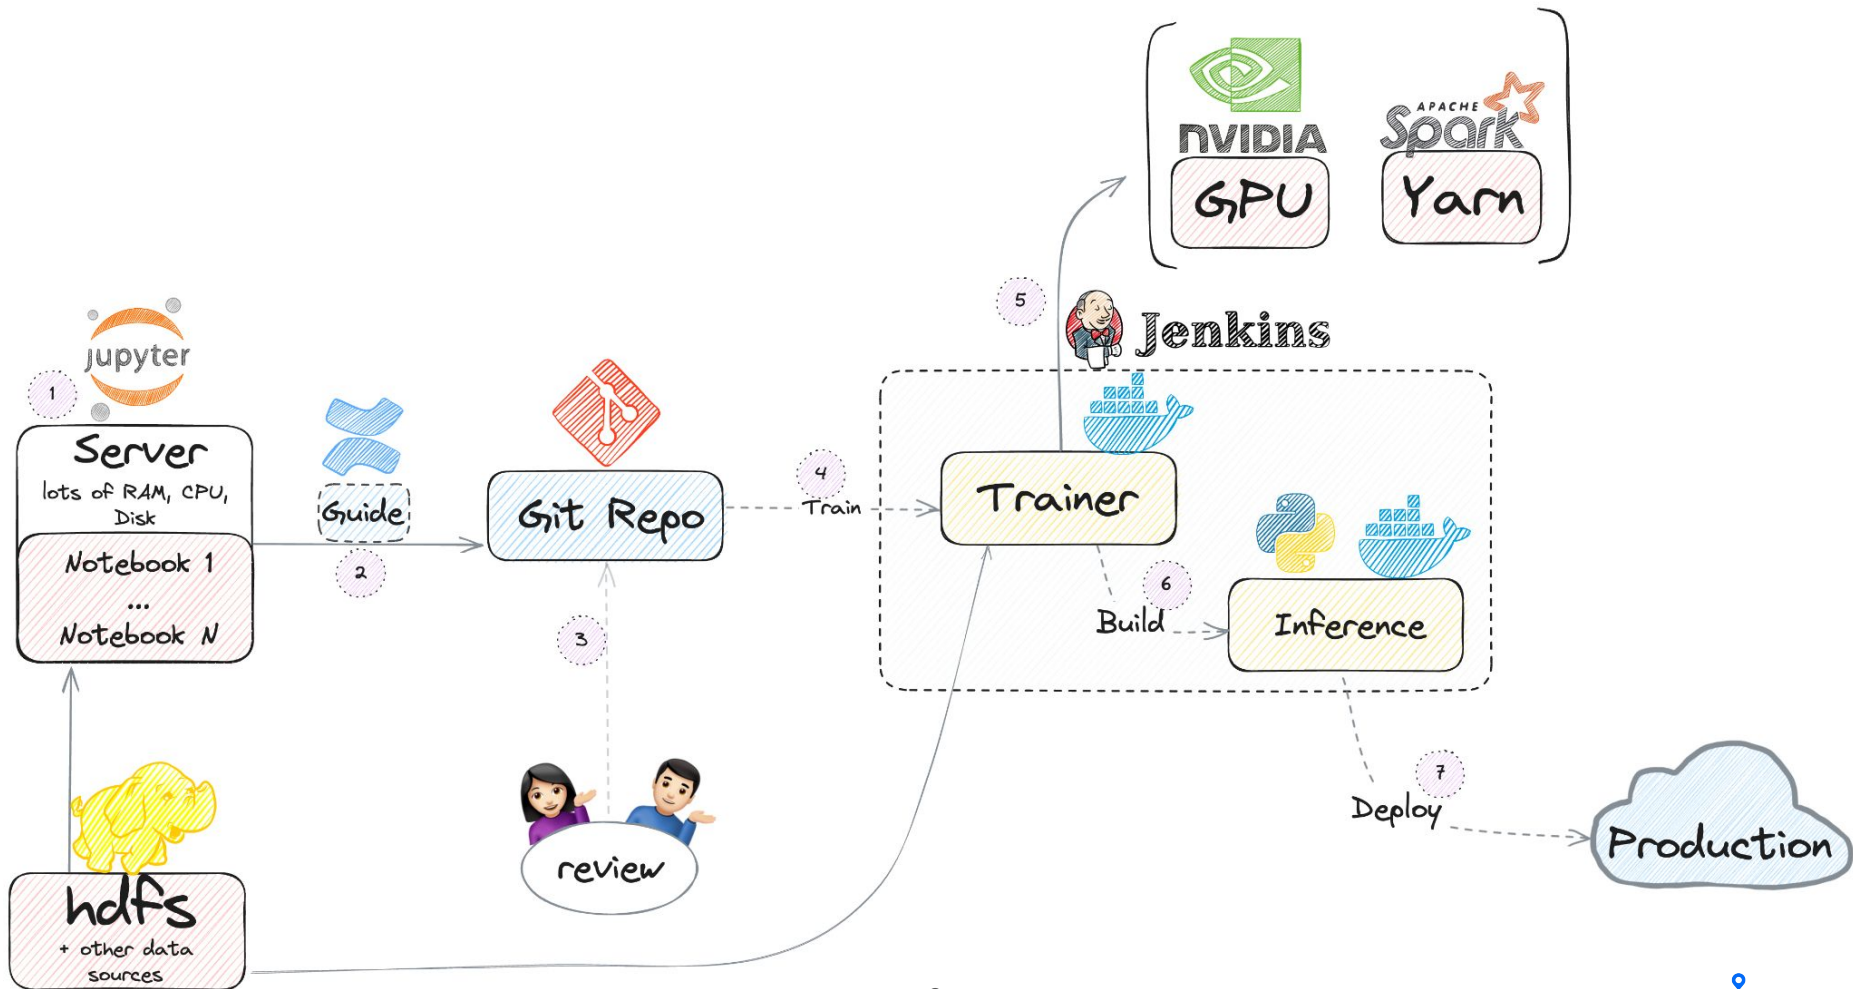 nVIDIA
GPU
APACHE
Spark
Yarn
5
Jenkins
jupyter
1
Server
lots of RAM, CPU,
Disk
Notebook 1
...
Notebook N
Guide
2
Git Repo
4
Train
Trainer
3
6
Build
Inference
7
Deploy
Production
review
hdfs
+ other data
sources